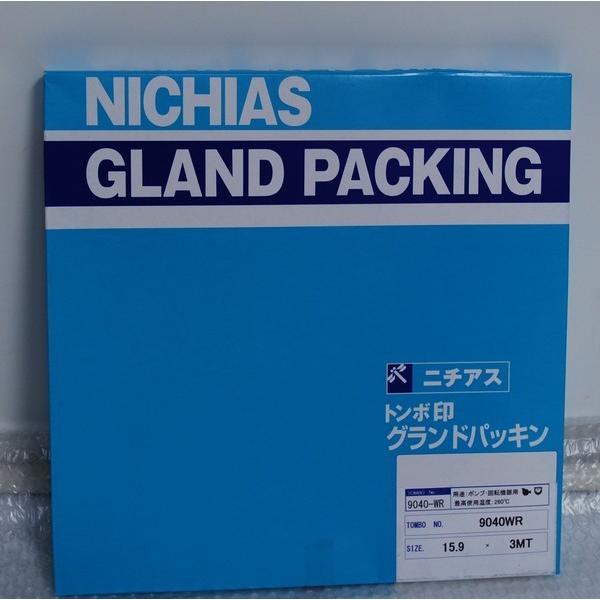 NICHIAS
GLAND PACKING
ニチアス
トンボ印
グランドパッキン
TOMBO No.
9040-WR
用途:ポンプ・回転機器用
最高使用温度:260℃
TOMBO NO. 9040WR
SIZE. 15.9 × 3MT